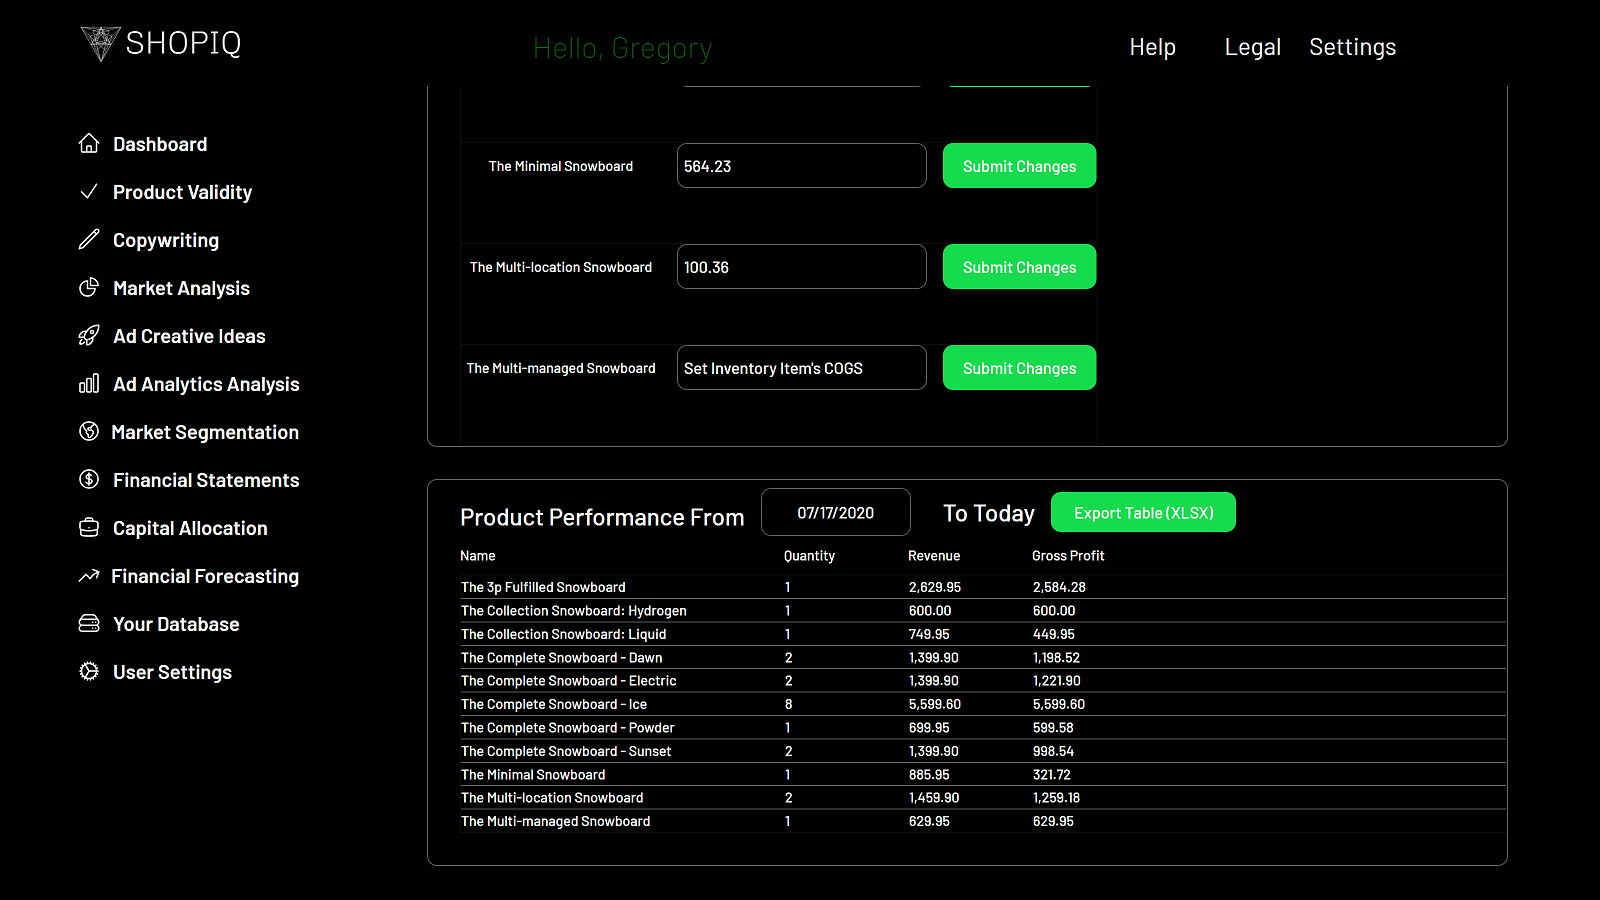 SHOPIQ
Hello, Gregory
Help Legal Settings
Dashboard
Product Validity
Copywriting
Market Analysis
Ad Creative Ideas
Ad Analytics Analysis
Market Segmentation
Financial Statements
Capital Allocation
Financial Forecasting
Your Database
User Settings
The Minimal Snowboard 564.23 Submit Changes
The Multi-location Snowboard 100.36 Submit Changes
The Multi-managed Snowboard Set Inventory Item's COGS Submit Changes
Product Performance From 07/17/2020 To Today Export Table (XLSX)
Name Quantity Revenue Gross Profit
The 3p Fulfilled Snowboard 1 2,629.95 2,584.28
The Collection Snowboard: Hydrogen 1 600.00 600.00
The Collection Snowboard: Liquid 1 749.95 449.95
The Complete Snowboard - Dawn 2 1,399.90 1,198.52
The Complete Snowboard - Electric 2 1,399.90 1,221.90
The Complete Snowboard - Ice 8 5,599.60 5,599.60
The Complete Snowboard - Powder 1 699.95 599.58
The Complete Snowboard - Sunset 2 1,399.90 998.54
The Minimal Snowboard 1 885.95 321.72
The Multi-location Snowboard 2 1,459.90 1,259.18
The Multi-managed Snowboard 1 629.95 629.95